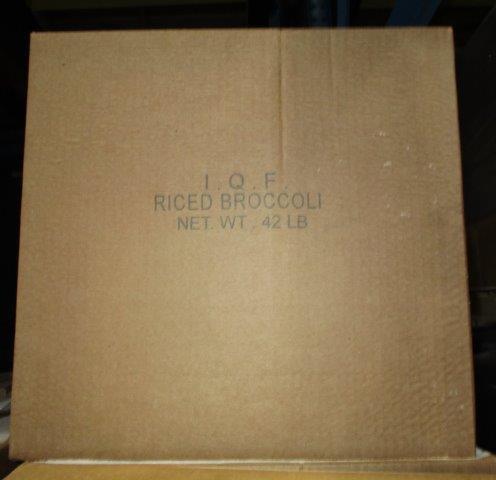 I.Q.F.
RICED BROCCOLI
NET. WT. 42 LB